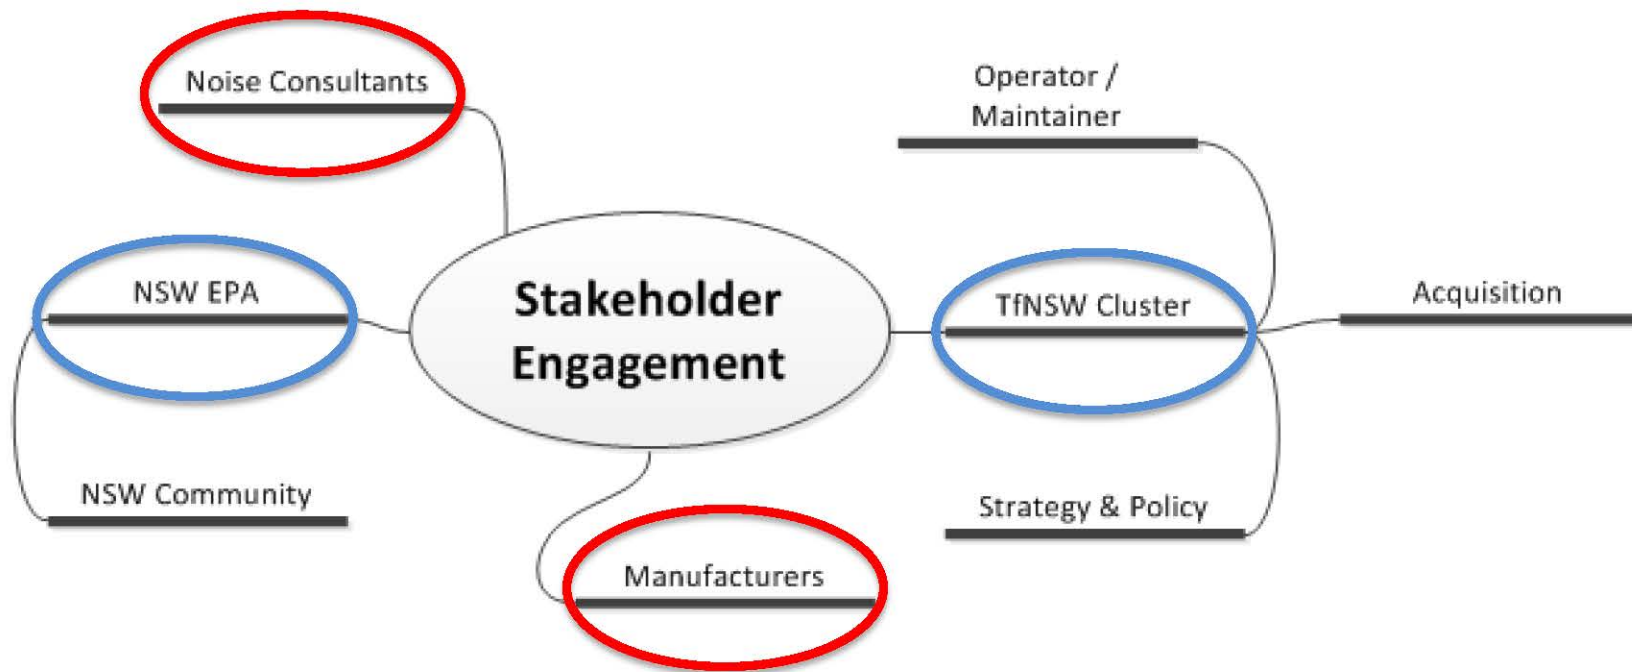 Noise Consultants
Operator /
Maintainer
NSW EPA
Stakeholder
Engagement
TfNSW Cluster
Acquisition
NSW Community
Strategy & Policy
Manufacturers